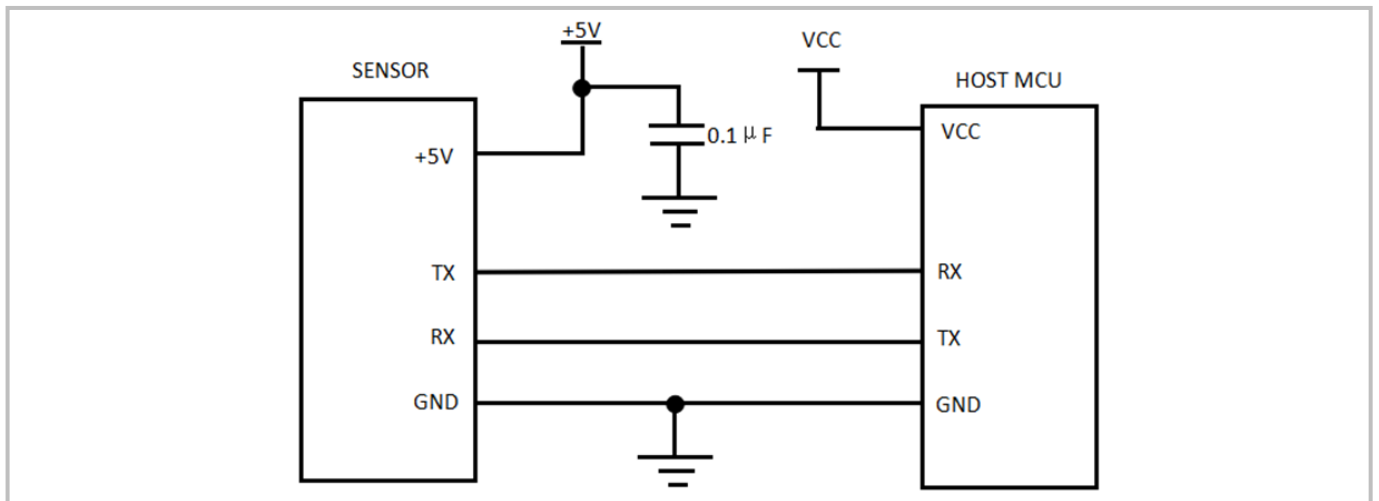 +5V
VCC
SENSOR
HOST MCU
0.1 μ F
VCC
+5V
TX
RX
RX
TX
GND
GND